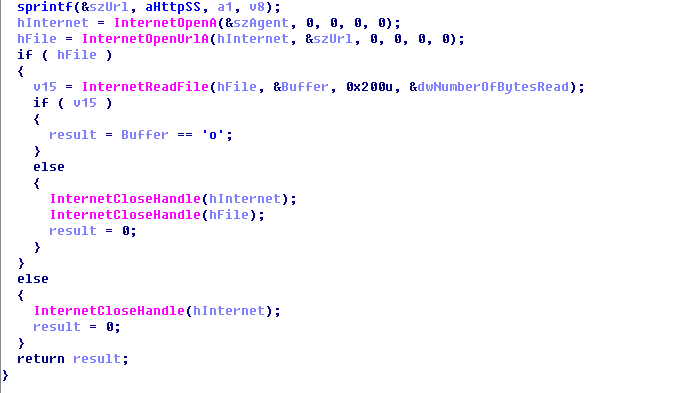 sprintf(&szUrl, aHttpSS, a1, v8);
hInternet = InternetOpenA(&szAgent, 0, 0, 0, 0);
hFile = InternetOpenUrlA(hInternet, &szUrl, 0, 0, 0, 0);
if ( hFile )
{
v15 = InternetReadFile(hFile, &Buffer, 0x200u, &dwNumberOfBytesRead);
if ( v15 )
{
result = Buffer == 'o';
}
else
{
InternetCloseHandle(hInternet);
InternetCloseHandle(hFile);
result = 0;
}
}
else
{
InternetCloseHandle(hInternet);
result = 0;
}
return result;
}